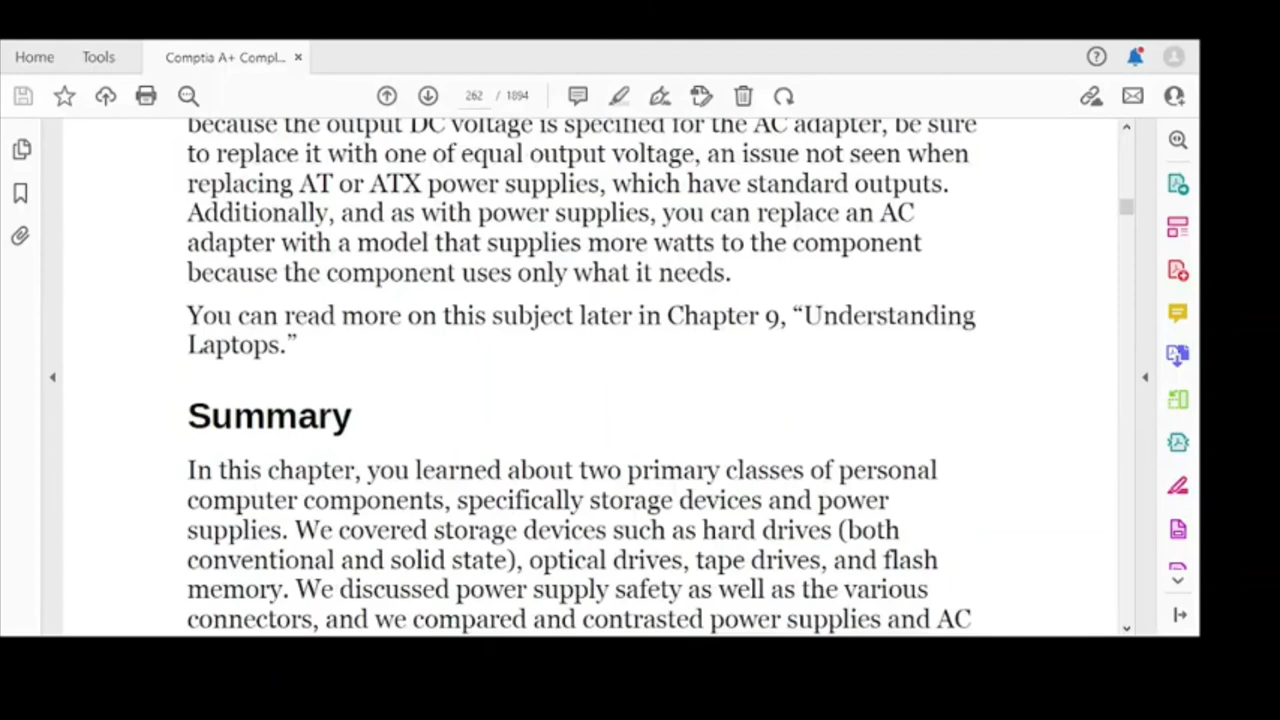 Home Tools Comptia A+ Compl... ×
262 / 1894
because the output DC voltage is specified for the AC adapter, be sure
to replace it with one of equal output voltage, an issue not seen when
replacing AT or ATX power supplies, which have standard outputs.
Additionally, and as with power supplies, you can replace an AC
adapter with a model that supplies more watts to the component
because the component uses only what it needs.
You can read more on this subject later in Chapter 9, “Understanding
Laptops.”
Summary
In this chapter, you learned about two primary classes of personal
computer components, specifically storage devices and power
supplies. We covered storage devices such as hard drives (both
conventional and solid state), optical drives, tape drives, and flash
memory. We discussed power supply safety as well as the various
connectors, and we compared and contrasted power supplies and AC